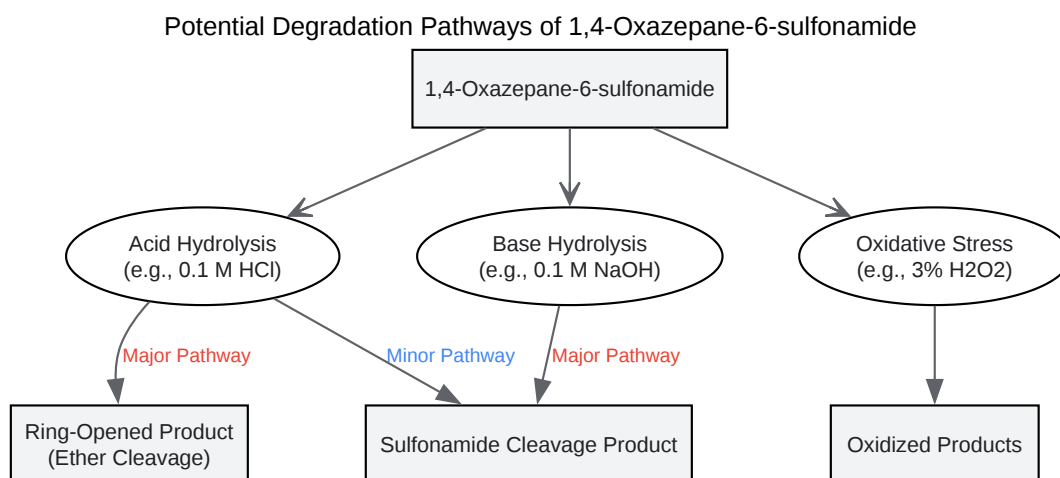 Potential Degradation Pathways of 1,4-Oxazepane-6-sulfonamide
1,4-Oxazepane-6-sulfonamide
Acid Hydrolysis
(e.g., 0.1 M HCl)
Base Hydrolysis
(e.g., 0.1 M NaOH)
Oxidative Stress
(e.g., 3% H2O2)
Major Pathway
Minor Pathway
Major Pathway
Ring-Opened Product
(Ether Cleavage)
Sulfonamide Cleavage Product
Oxidized Products